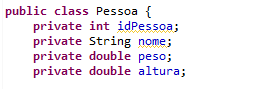 public class Pessoa {
    private int idPessoa;
    private String nome;
    private double peso;
    private double altura;